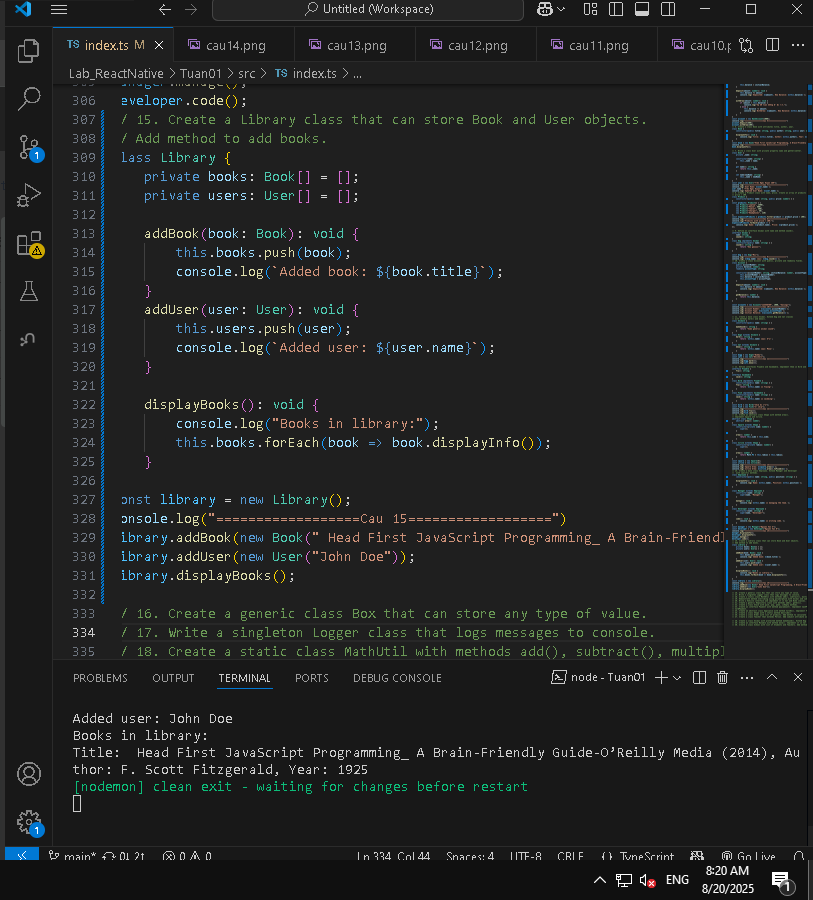 Untitled (Workspace)
TS index.ts M
cau14.png
cau13.png
cau12.png
cau11.png
cau10.p
Lab_ReactNative > Tuan01 > src > TS index.ts > ...
306 eveloper.code();
307 / 15. Create a Library class that can store Book and User objects.
308 / Add method to add books.
309 lass Library {
310 private books: Book[] = [];
311 private users: User[] = [];
312
313 addBook(book: Book): void {
314 this.books.push(book);
315 console.log(`Added book: ${book.title}`);
316 }
317 addUser(user: User): void {
318 this.users.push(user);
319 console.log(`Added user: ${user.name}`);
320 }
321
322 displayBooks(): void {
323 console.log("Books in library:");
324 this.books.forEach(book => book.displayInfo());
325 }
326
327 onst library = new Library();
328 onsole.log("==================Cau 15==================")
329 ibrary.addBook(new Book(" Head First JavaScript Programming_ A Brain-Friendl
330 ibrary.addUser(new User("John Doe"));
331 ibrary.displayBooks();
332
333 / 16. Create a generic class Box that can store any type of value.
334 / 17. Write a singleton Logger class that logs messages to console.
335 / 18. Create a static class MathUtil with methods add(), subtract(), multipl
PROBLEMS OUTPUT TERMINAL PORTS DEBUG CONSOLE node - Tuan01
Added user: John Doe
Books in library:
Title:  Head First JavaScript Programming_ A Brain-Friendly Guide-O'Reilly Media (2014), Au
thor: F. Scott Fitzgerald, Year: 1925
[nodemon] clean exit - waiting for changes before restart
main* 0↓ 2↑ 0 0 Ln 334, Col 44 Spaces: 4 UTF-8 CRLF {} TypeScript Go Live
ENG
8:20 AM
8/20/2025
1